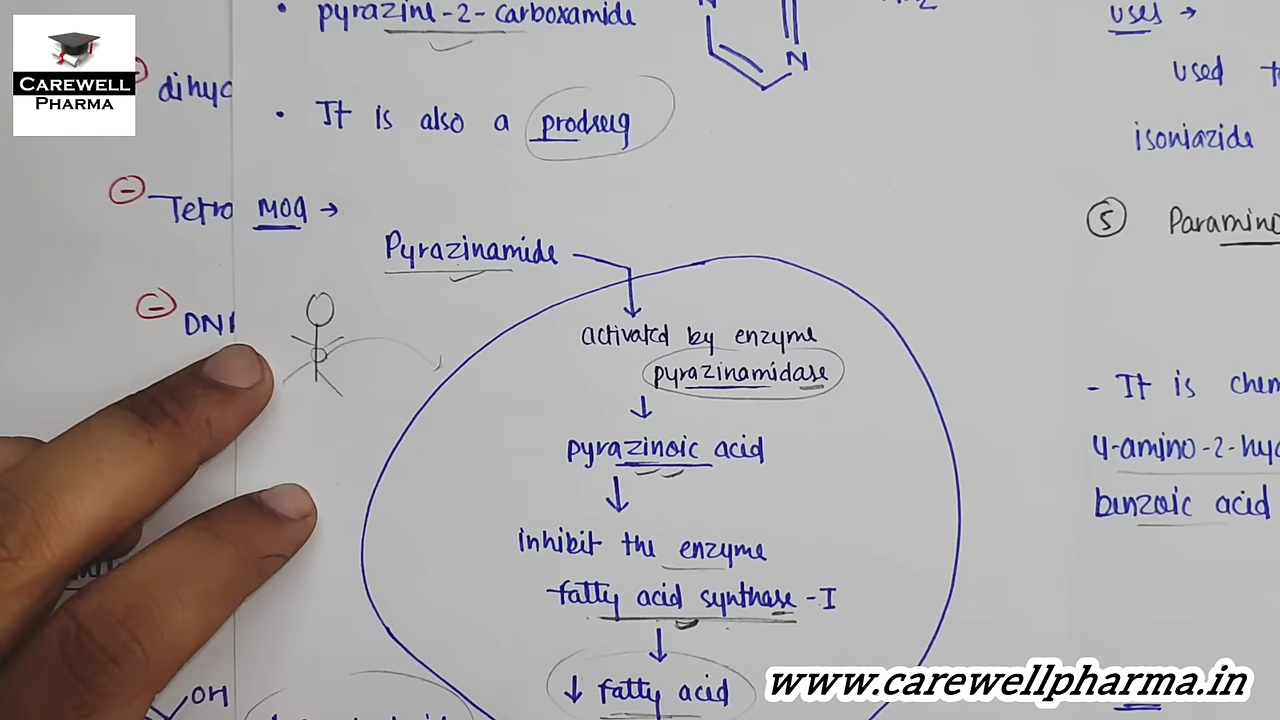 CAREWELL
PHARMA
• pyrazine-2-carboxamide
N
N
• It is also a prodrug
MOA →
Pyrazinamide
activated by enzyme
pyrazinamidase
↓
pyrazinoic acid
↓
inhibit the enzyme
fatty acid synthase-I
↓
↓ fatty acid
dihyd
Tetra
DNA
OH
uses →
used
isoniazide
5 Paramino
- It is chem
4-amino-2-hyd
benzoic acid
www.carewellpharma.in